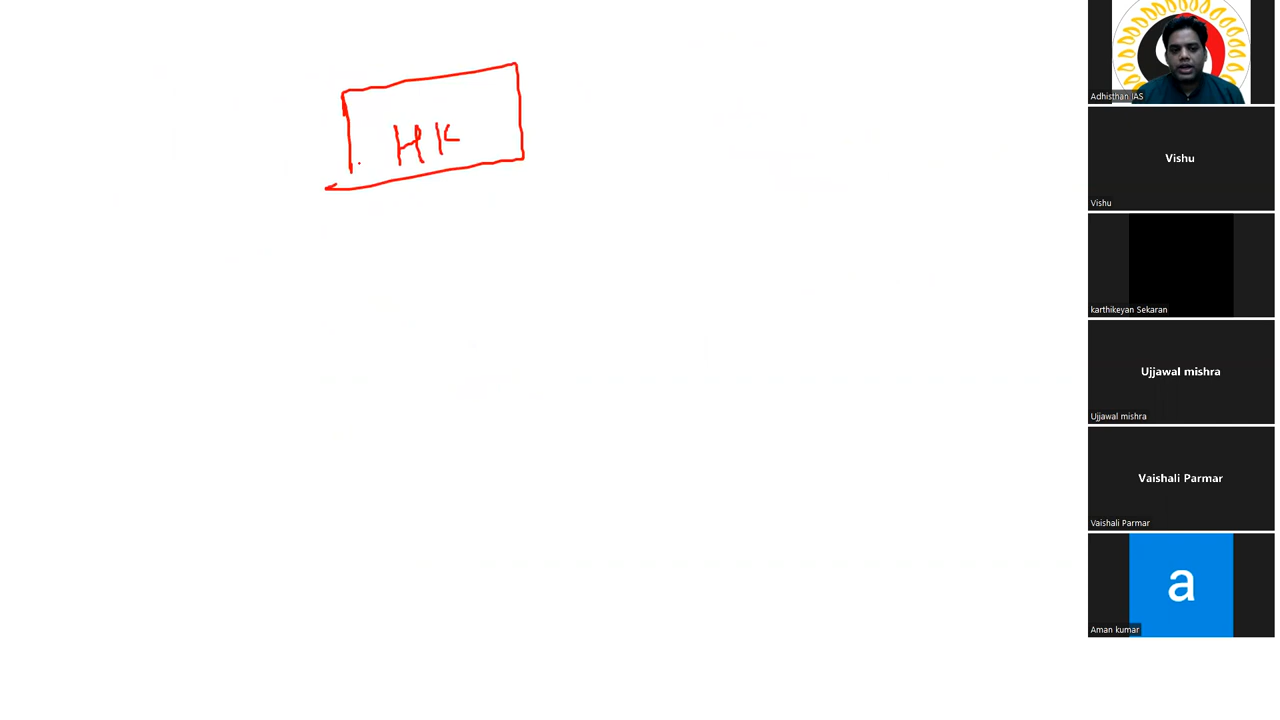 HK
Adhisthan IAS
Vishu
Vishu
karthikeyan Sekaran
Ujjawal mishra
Ujjawal mishra
Vaishali Parmar
Vaishali Parmar
a
Aman kumar